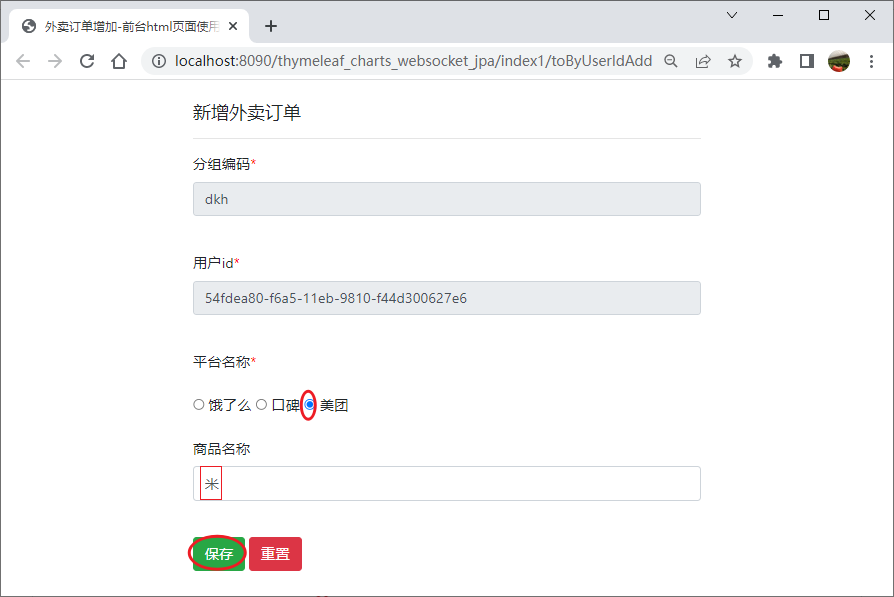 外卖订单增加-前台html页面使用
localhost:8090/thymeleaf_charts_websocket_jpa/index1/toByUserIdAdd
新增外卖订单
分组编码*
dkh
用户id*
54fdea80-f6a5-11eb-9810-f44d300627e6
平台名称*
饿了么 口碑 美团
商品名称
米
保存 重置